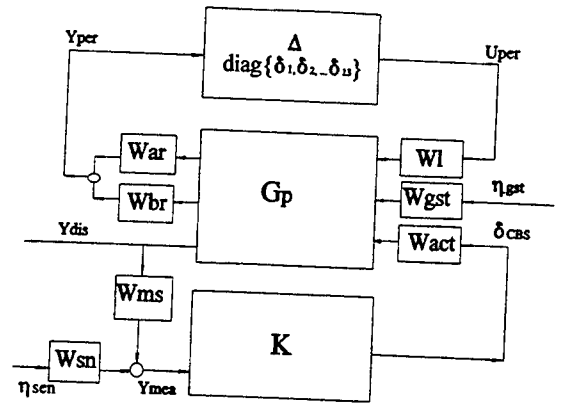 Yper
Δ
Uper
diag{δ1,δ2,...δ13}
War
Wl
Gp
Wbr
Wgst
ηgst
Ydis
Wact
δCBS
Wms
K
Wsn
ηsen
Ymea